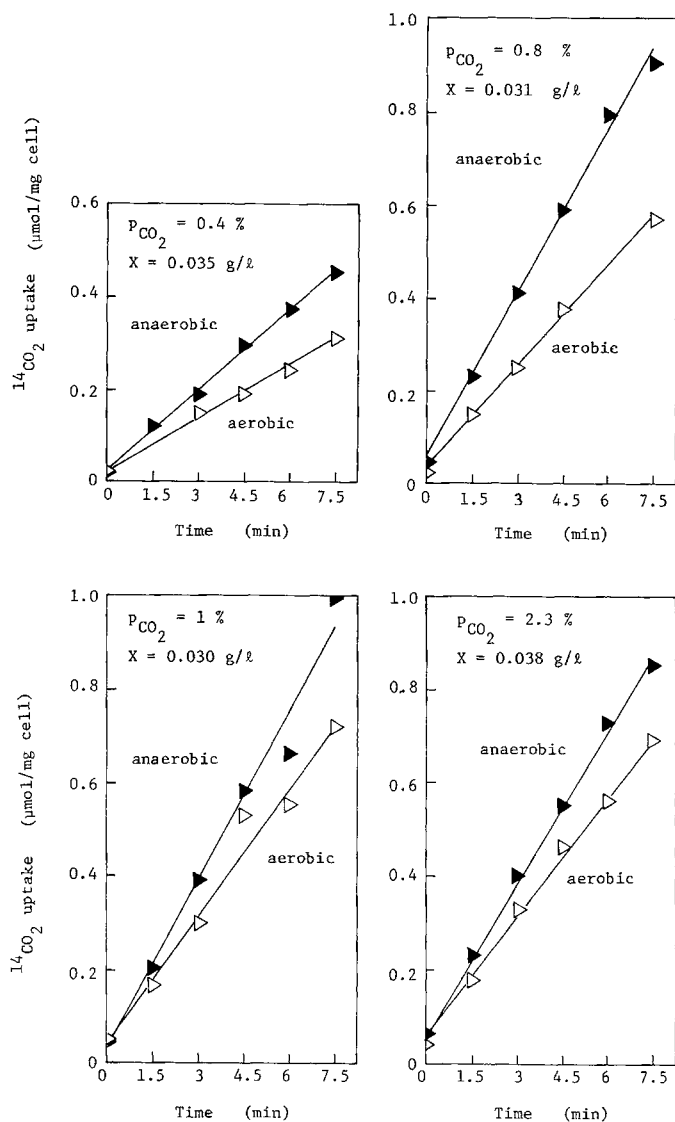 ¹⁴CO₂ uptake (μmol/mg cell)
0.6
0.4
0.2
0
p_CO₂ = 0.4 %
X = 0.035 g/ℓ
anaerobic
aerobic
0 1.5 3 4.5 6 7.5
Time (min)
1.0
0.8
0.6
0.4
0.2
0
p_CO₂ = 0.8 %
X = 0.031 g/ℓ
anaerobic
aerobic
0 1.5 3 4.5 6 7.5
Time (min)
¹⁴CO₂ uptake (μmol/mg cell)
1.0
0.8
0.6
0.4
0.2
0
p_CO₂ = 1 %
X = 0.030 g/ℓ
anaerobic
aerobic
0 1.5 3 4.5 6 7.5
Time (min)
1.0
0.8
0.6
0.4
0.2
0
p_CO₂ = 2.3 %
X = 0.038 g/ℓ
anaerobic
aerobic
0 1.5 3 4.5 6 7.5
Time (min)